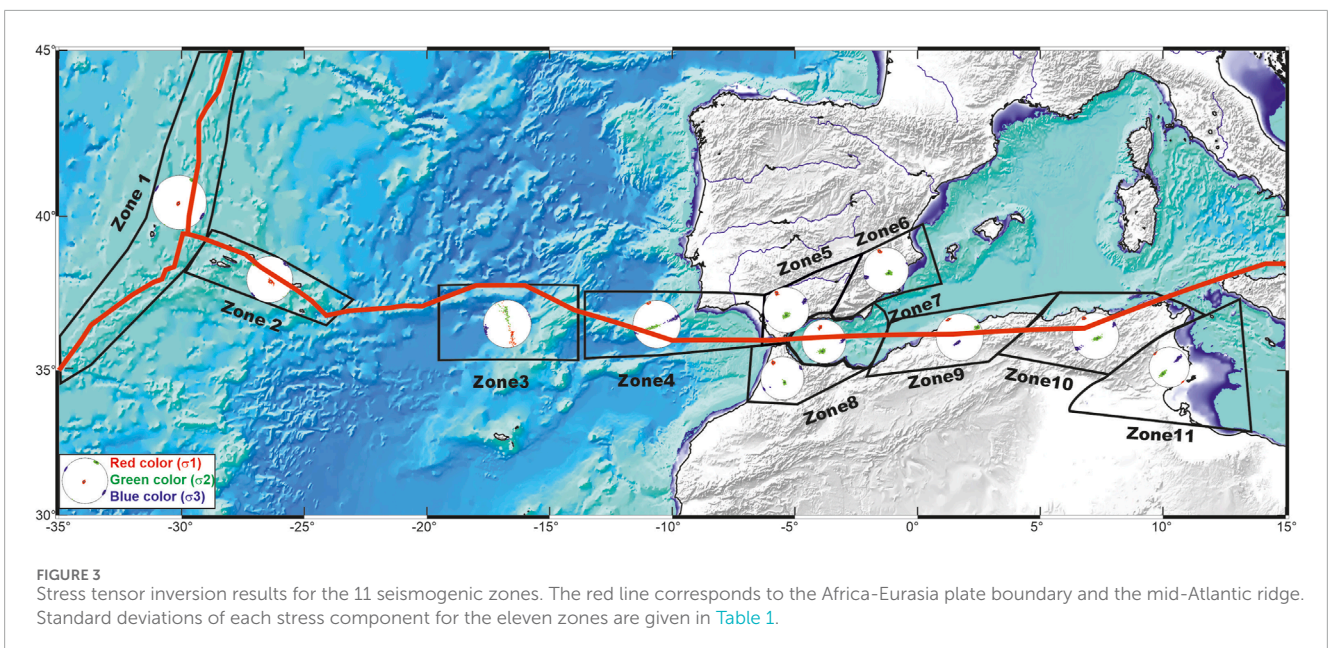 45°
45°
40°
40°
35°
35°
30°
30°
-35
-30°
-25°
-20°
-15°
-10°
-5°
0°
5°
10°
15°
Zone 1
Zone 2
Zone3
Zone4
Zone5
Zone6
Zone7
Zone8
Zone9
Zone10
Zone11
Red color (σ1)
Green color (σ2)
Blue color (σ3)
FIGURE 3
Stress tensor inversion results for the 11 seismogenic zones. The red line corresponds to the Africa-Eurasia plate boundary and the mid-Atlantic ridge.
Standard deviations of each stress component for the eleven zones are given in Table 1.